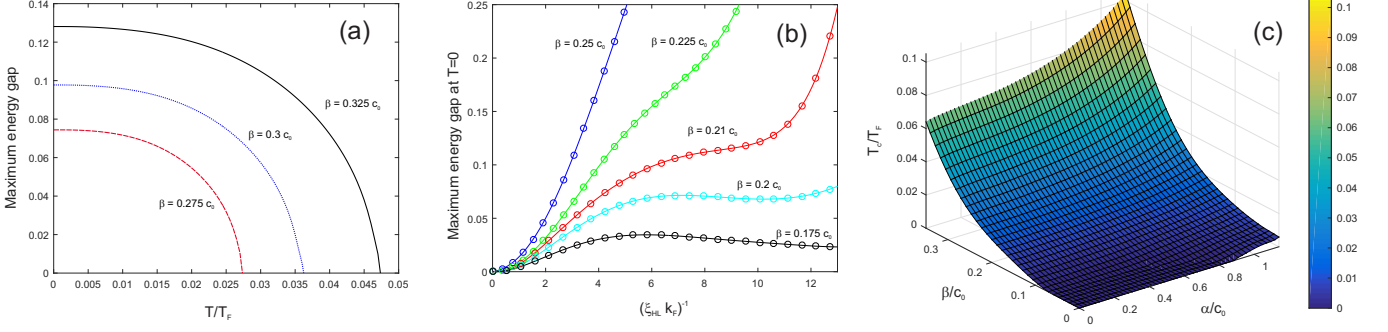 (a)
Maximum energy gap
0.14
0.12
0.1
0.08
0.06
0.04
0.02
0
β = 0.325 c₀
β = 0.3 c₀
β = 0.275 c₀
0 0.005 0.01 0.015 0.02 0.025 0.03 0.035 0.04 0.045 0.05
T/T_F
(b)
Maximum energy gap at T=0
0.25
0.2
0.15
0.1
0.05
0
β = 0.25 c₀
β = 0.225 c₀
β = 0.21 c₀
β = 0.2 c₀
β = 0.175 c₀
0 2 4 6 8 10 12
(ξ_HL k_F)⁻¹
(c)
T_c/T_F
0.1
0.08
0.06
0.04
0.02
0
0.3
0.2
0.1
0
β/c₀
0 0.2 0.4 0.6 0.8 1
α/c₀
0.1
0.09
0.08
0.07
0.06
0.05
0.04
0.03
0.02
0.01
0